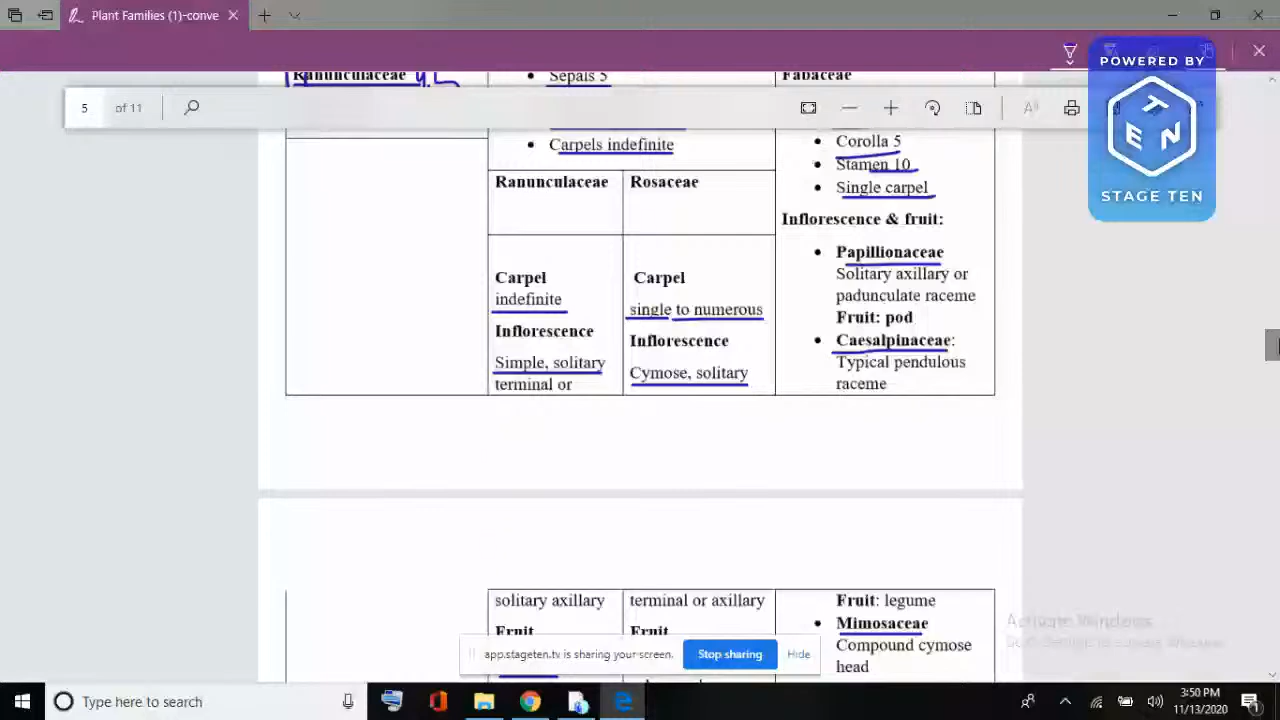 Plant Families (1)-conve
POWERED BY
TEN
STAGE TEN
Ranunculaceae
Sepals 5
Fabaceae
5 of 11
Carpels indefinite
Corolla 5
Stamen 10
Single carpel
Ranunculaceae
Rosaceae
Inflorescence & fruit:
Carpel
indefinite
Inflorescence
Simple, solitary
terminal or
Carpel
single to numerous
Inflorescence
Cymose, solitary
Papillionaceae
Solitary axillary or
padunculate raceme
Fruit: pod
Caesalpinaceae:
Typical pendulous
raceme
solitary axillary
Fruit
terminal or axillary
Fruit
Fruit: legume
Mimosaceae
Compound cymose
head
Activate Windows
app.stageten.tv is sharing your screen.
Stop sharing
Hide
Type here to search
3:50 PM
11/13/2020